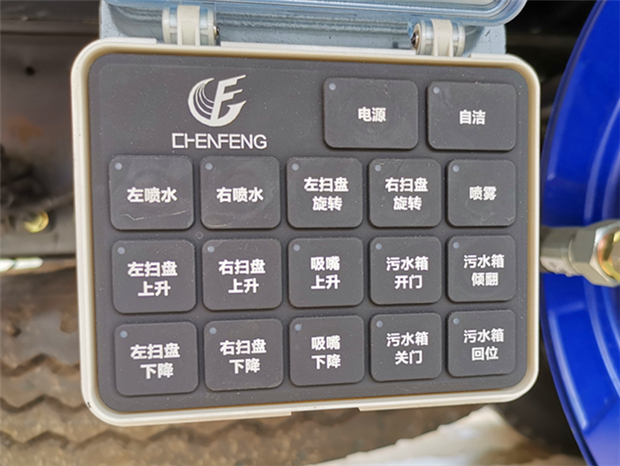 电源
自洁
CHENFENG
左喷水
右喷水
左扫盘
旋转
右扫盘
旋转
喷雾
左扫盘
上升
右扫盘
上升
吸嘴
上升
污水箱
开门
污水箱
倾翻
左扫盘
下降
右扫盘
下降
吸嘴
下降
污水箱
关门
污水箱
回位